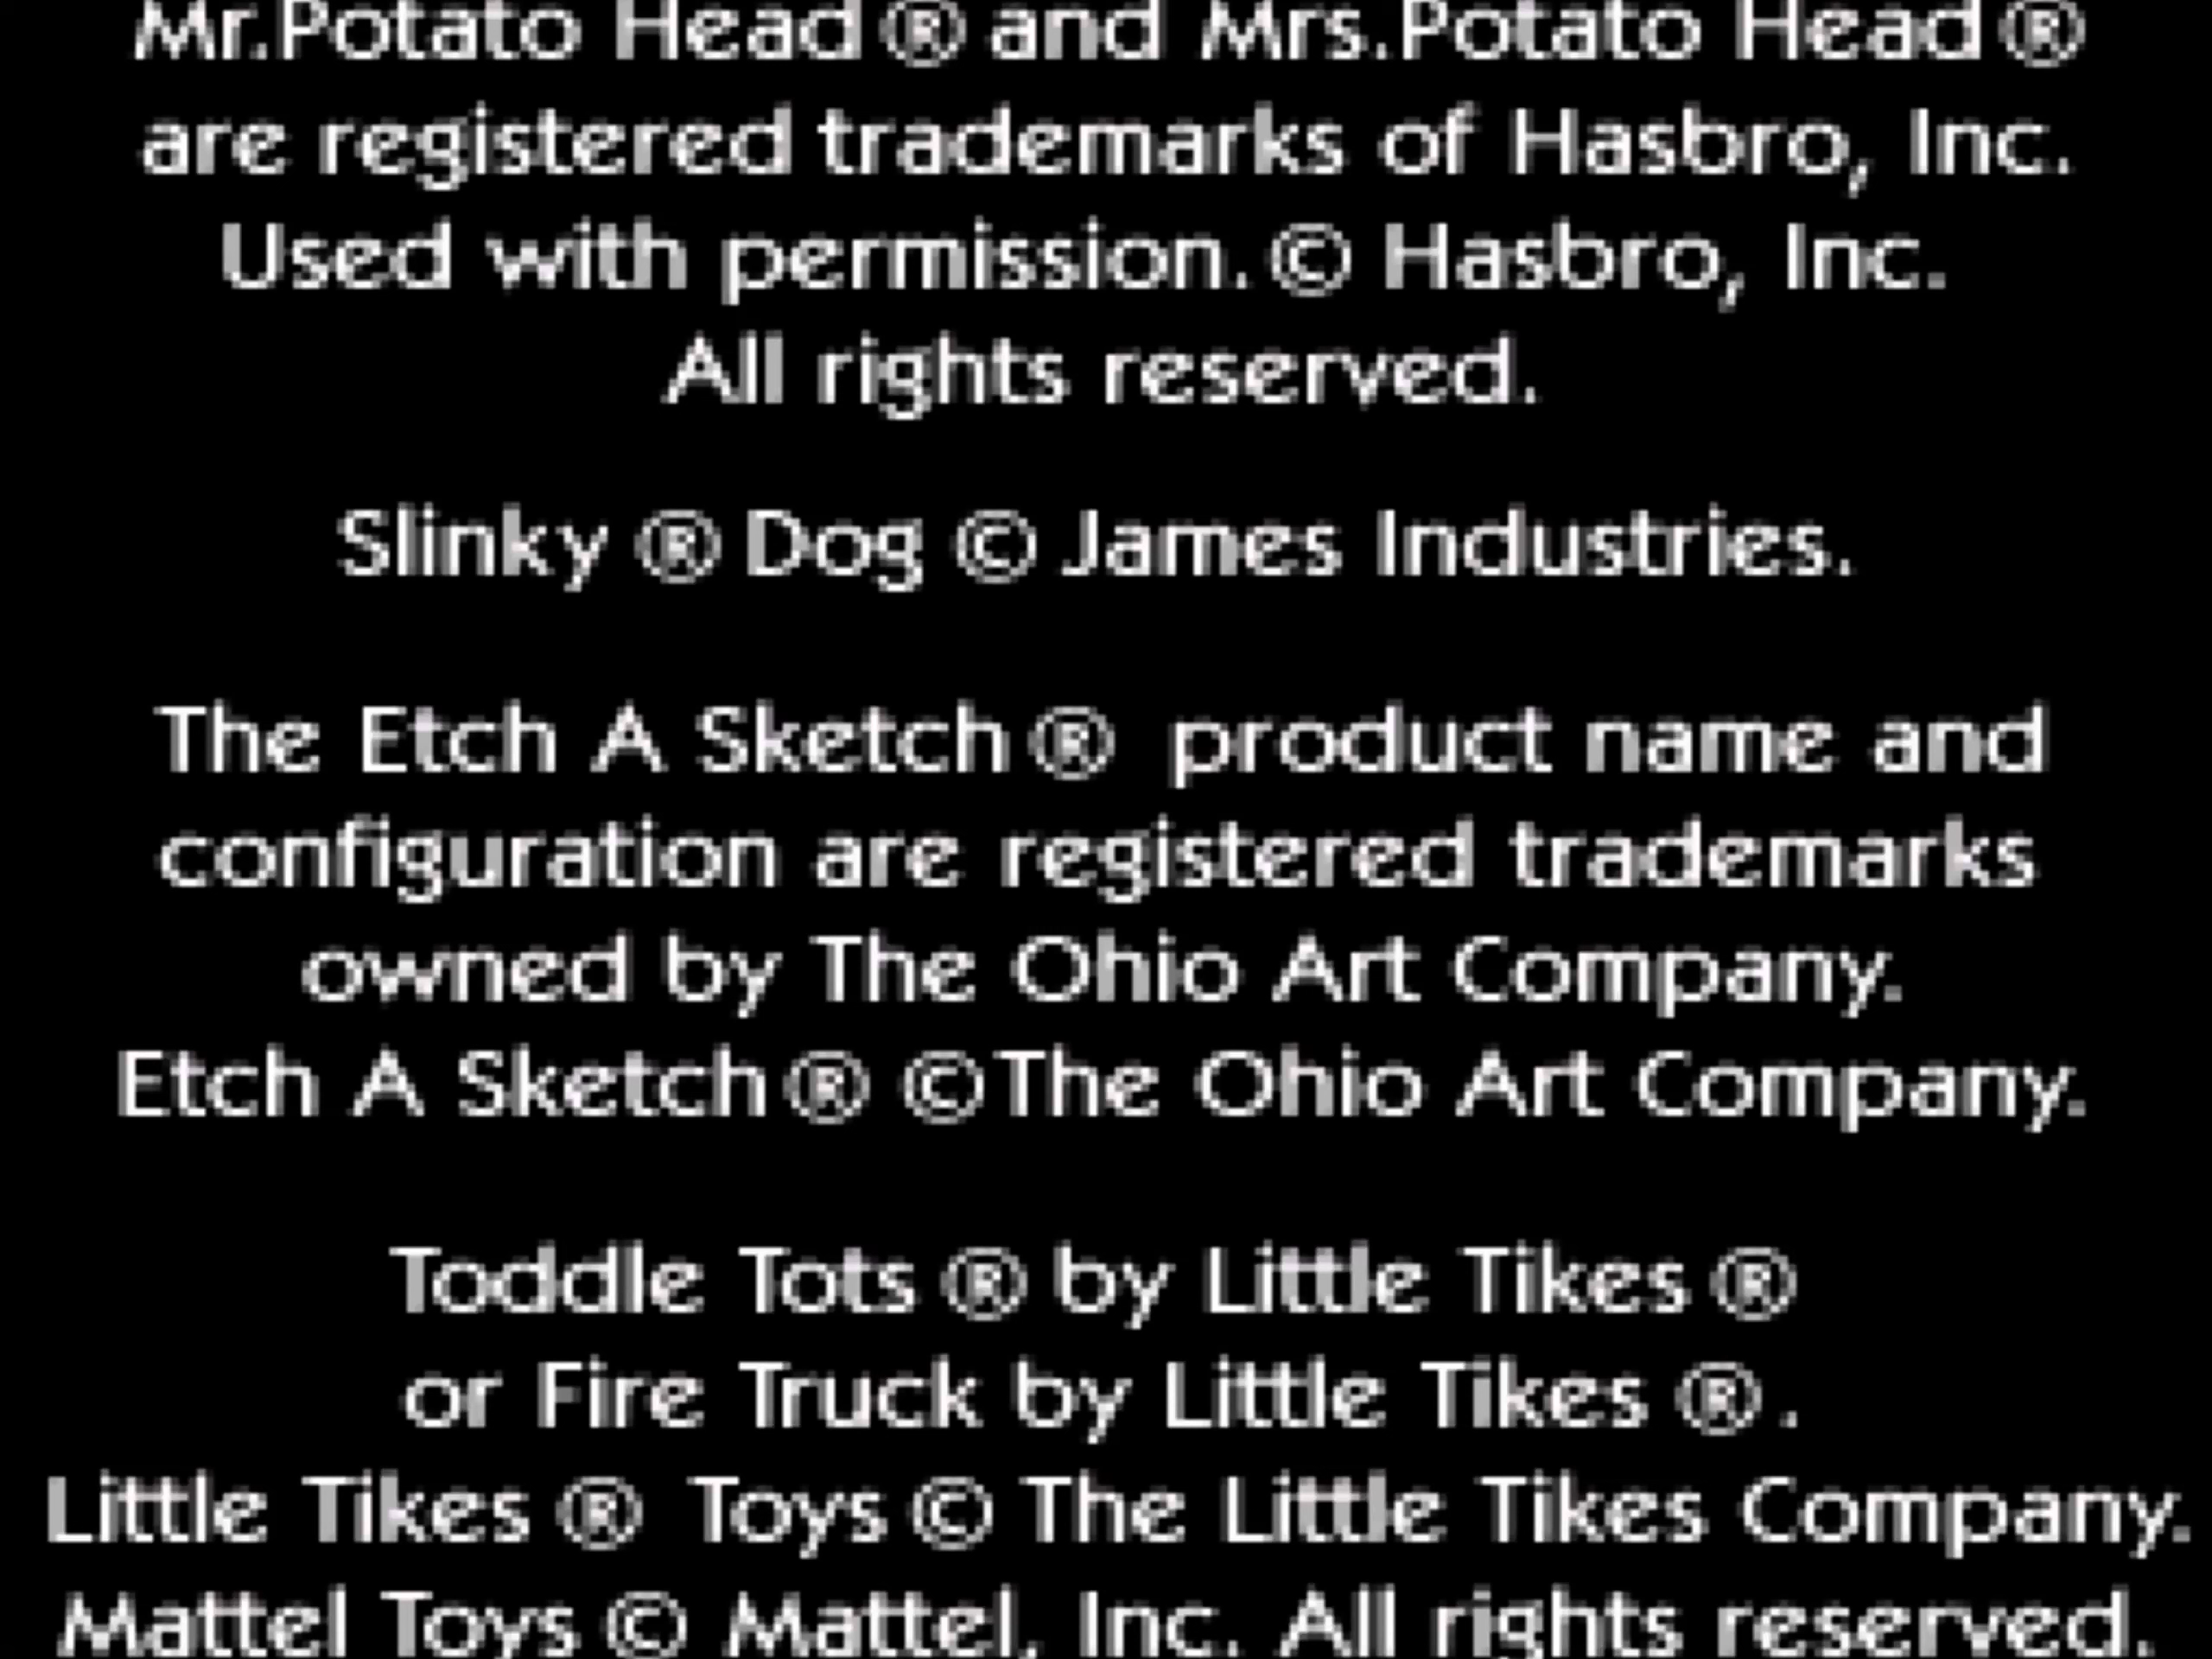 Mr.Potato Head® and Mrs.Potato Head®
are registered trademarks of Hasbro, Inc.
Used with permission. © Hasbro, Inc.
All rights reserved.
Slinky ® Dog © James Industries.
The Etch A Sketch® product name and
configuration are registered trademarks
owned by The Ohio Art Company.
Etch A Sketch® ©The Ohio Art Company.
Toddle Tots ® by Little Tikes ®
or Fire Truck by Little Tikes ®.
Little Tikes ® Toys © The Little Tikes Company.
Mattel Toys © Mattel, Inc. All rights reserved.